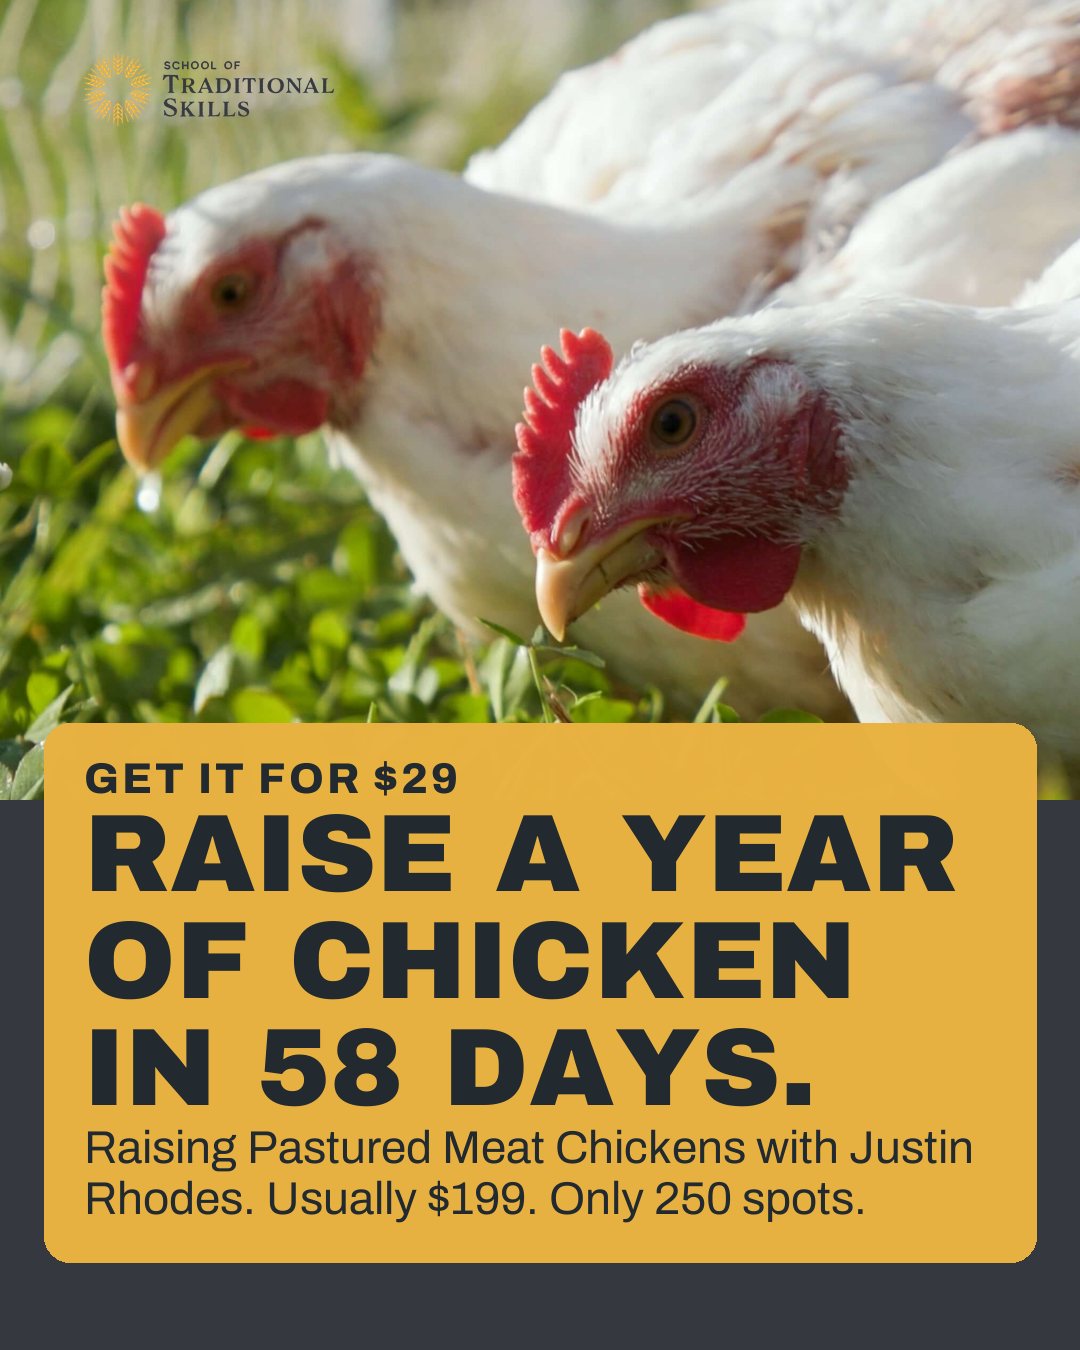 SCHOOL OF
TRADITIONAL
SKILLS
GET IT FOR $29
RAISE A YEAR
OF CHICKEN
IN 58 DAYS.
Raising Pastured Meat Chickens with Justin
Rhodes. Usually $199. Only 250 spots.